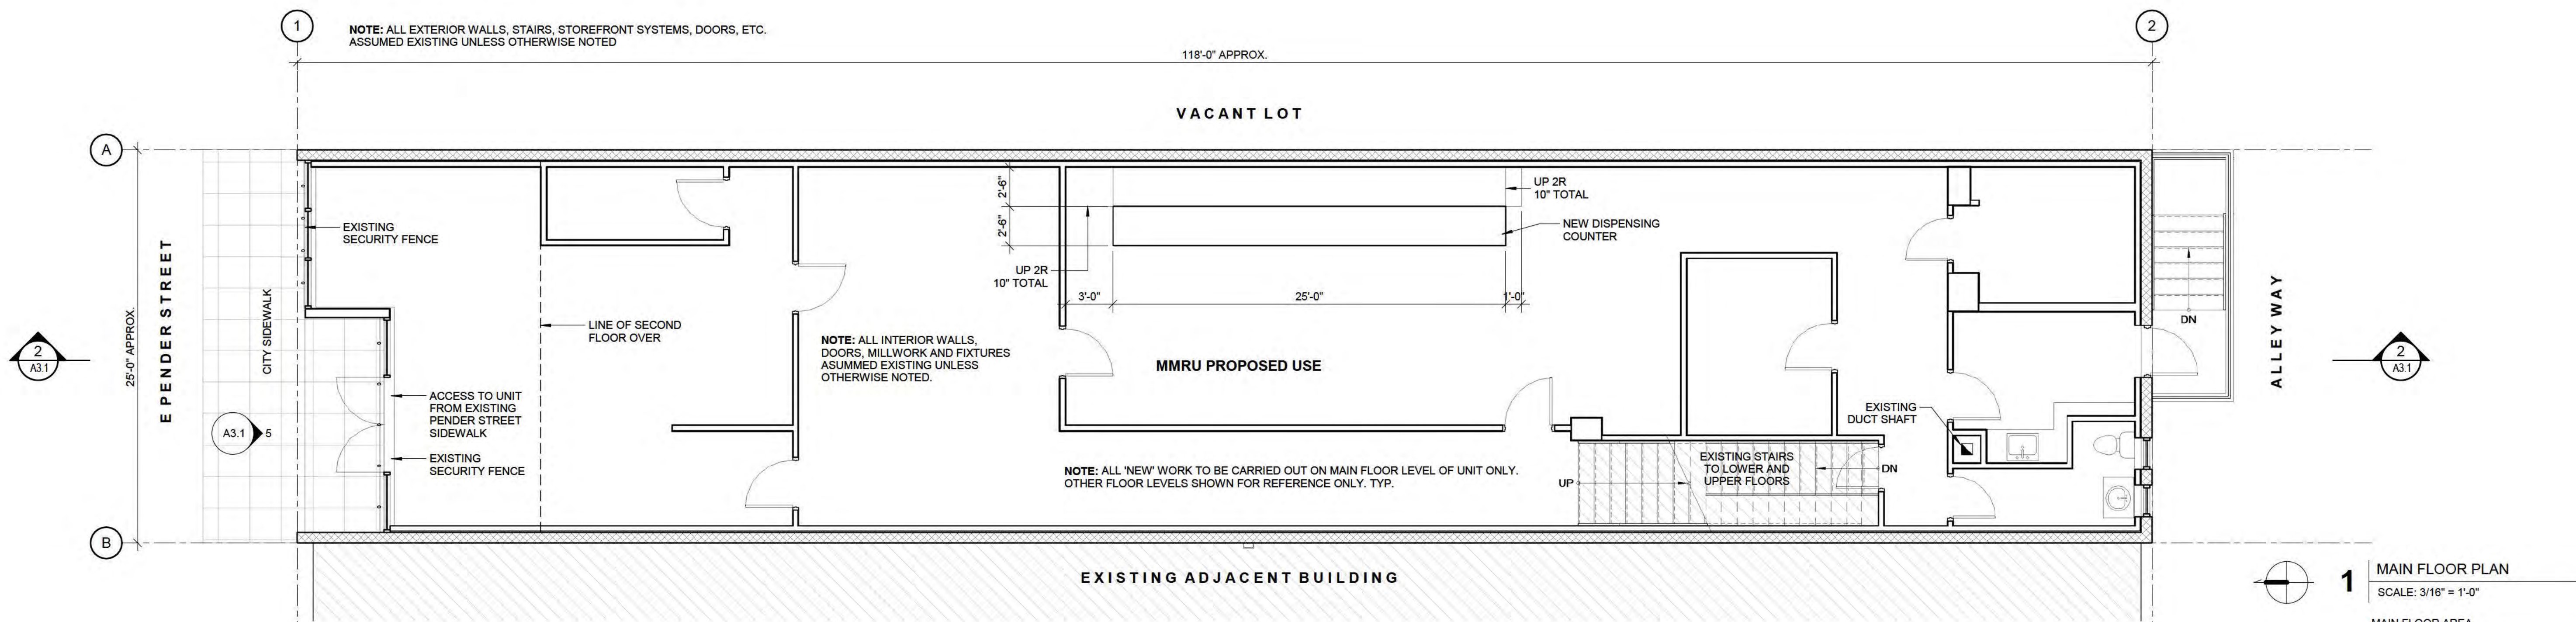 1
NOTE: ALL EXTERIOR WALLS, STAIRS, STOREFRONT SYSTEMS, DOORS, ETC.
ASSUMED EXISTING UNLESS OTHERWISE NOTED
2
118'-0" APPROX.
VACANT LOT
A
2'-6"
2'-6"
UP 2R
10" TOTAL
NEW DISPENSING
COUNTER
EXISTING
SECURITY FENCE
UP 2R
10" TOTAL
3'-0"
25'-0"
1'-0"
E PENDER STREET
CITY SIDEWALK
25'-0" APPROX.
LINE OF SECOND
FLOOR OVER
NOTE: ALL INTERIOR WALLS,
DOORS, MILLWORK AND FIXTURES
ASUMMED EXISTING UNLESS
OTHERWISE NOTED.
MMRU PROPOSED USE
DN
ALLEY WAY
2
A3.1
2
A3.1
ACCESS TO UNIT
FROM EXISTING
PENDER STREET
SIDEWALK
EXISTING
DUCT SHAFT
A3.1
5
EXISTING
SECURITY FENCE
NOTE: ALL 'NEW' WORK TO BE CARRIED OUT ON MAIN FLOOR LEVEL OF UNIT ONLY.
OTHER FLOOR LEVELS SHOWN FOR REFERENCE ONLY. TYP.
EXISTING STAIRS
TO LOWER AND
UPPER FLOORS
UP
DN
B
EXISTING ADJACENT BUILDING
1
MAIN FLOOR PLAN
SCALE: 3/16" = 1'-0"
MAIN FLOOR AREA